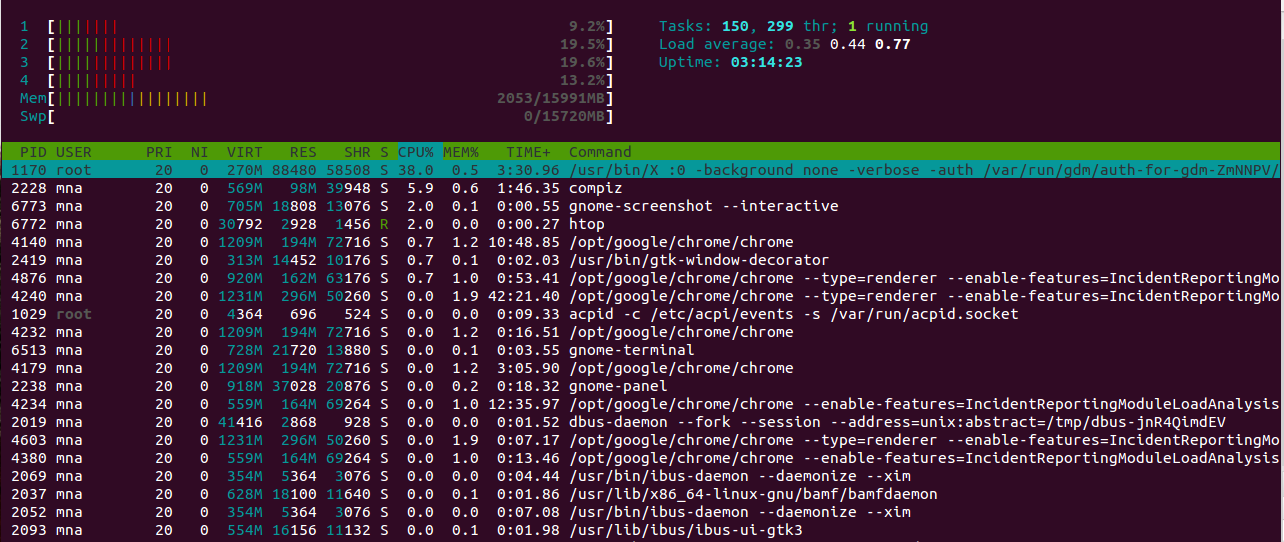 1 [||||||| 9.2%] Tasks: 150, 299 thr; 1 running
2 [||||||||||||| 19.5%] Load average: 0.35 0.44 0.77
3 [||||||||||||| 19.6%] Uptime: 03:14:23
4 [||||||||| 13.2%]
Mem[||||||||||||||||| 2053/15991MB]
Swp[ 0/15720MB]
PID USER PRI NI VIRT RES SHR S CPU% MEM% TIME+ Command
1170 root 20 0 270M 88480 58508 S 38.0 0.5 3:30.96 /usr/bin/X :0 -background none -verbose -auth /var/run/gdm/auth-for-gdm-ZmNNPV/
2228 mna 20 0 569M 98M 39948 S 5.9 0.6 1:46.35 compiz
6773 mna 20 0 705M 18808 13076 S 2.0 0.1 0:00.55 gnome-screenshot --interactive
6772 mna 20 0 30792 2928 1456 R 2.0 0.0 0:00.27 htop
4140 mna 20 0 1209M 194M 72716 S 0.7 1.2 10:48.85 /opt/google/chrome/chrome
2419 mna 20 0 313M 14452 10176 S 0.7 0.1 0:02.03 /usr/bin/gtk-window-decorator
4876 mna 20 0 920M 162M 63176 S 0.7 1.0 0:53.41 /opt/google/chrome/chrome --type=renderer --enable-features=IncidentReportingMo
4240 mna 20 0 1231M 296M 50260 S 0.0 1.9 42:21.40 /opt/google/chrome/chrome --type=renderer --enable-features=IncidentReportingMo
1029 root 20 0 4364 696 524 S 0.0 0.0 0:09.33 acpid -c /etc/acpi/events -s /var/run/acpid.socket
4232 mna 20 0 1209M 194M 72716 S 0.0 1.2 0:16.51 /opt/google/chrome/chrome
6513 mna 20 0 728M 21720 13880 S 0.0 0.1 0:03.55 gnome-terminal
4179 mna 20 0 1209M 194M 72716 S 0.0 1.2 3:05.90 /opt/google/chrome/chrome
2238 mna 20 0 918M 37028 20876 S 0.0 0.2 0:18.32 gnome-panel
4234 mna 20 0 559M 164M 69264 S 0.0 1.0 12:35.97 /opt/google/chrome/chrome --enable-features=IncidentReportingModuleLoadAnalysis
2019 mna 20 0 41416 2868 928 S 0.0 0.0 0:01.52 dbus-daemon --fork --session --address=unix:abstract=/tmp/dbus-jnR4QimdEV
4603 mna 20 0 1231M 296M 50260 S 0.0 1.9 0:07.17 /opt/google/chrome/chrome --type=renderer --enable-features=IncidentReportingMo
4380 mna 20 0 559M 164M 69264 S 0.0 1.0 0:13.46 /opt/google/chrome/chrome --enable-features=IncidentReportingModuleLoadAnalysis
2069 mna 20 0 354M 5364 3076 S 0.0 0.0 0:04.44 /usr/bin/ibus-daemon --daemonize --xim
2037 mna 20 0 628M 18100 11640 S 0.0 0.1 0:01.86 /usr/lib/x86_64-linux-gnu/bamf/bamfdaemon
2052 mna 20 0 354M 5364 3076 S 0.0 0.0 0:07.08 /usr/bin/ibus-daemon --daemonize --xim
2093 mna 20 0 554M 16156 11132 S 0.0 0.1 0:01.98 /usr/lib/ibus/ibus-ui-gtk3